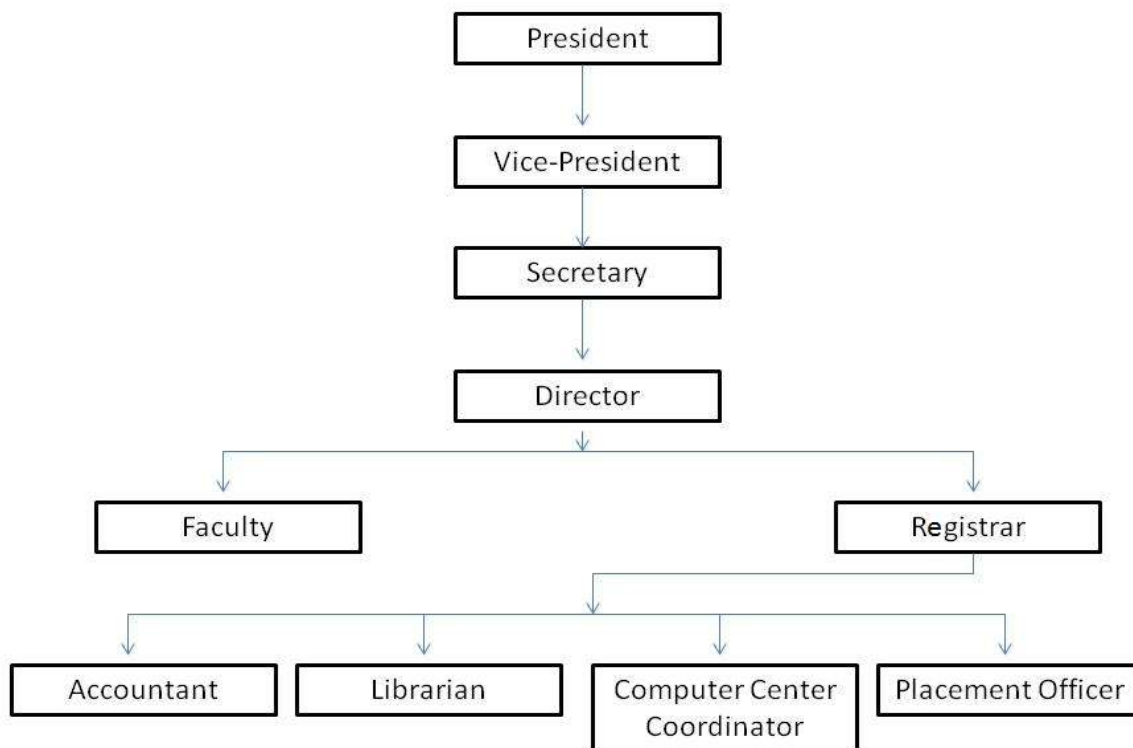 President
Vice-President
Secretary
Director
Faculty
Registrar
Accountant
Librarian
Computer Center
Coordinator
Placement Officer